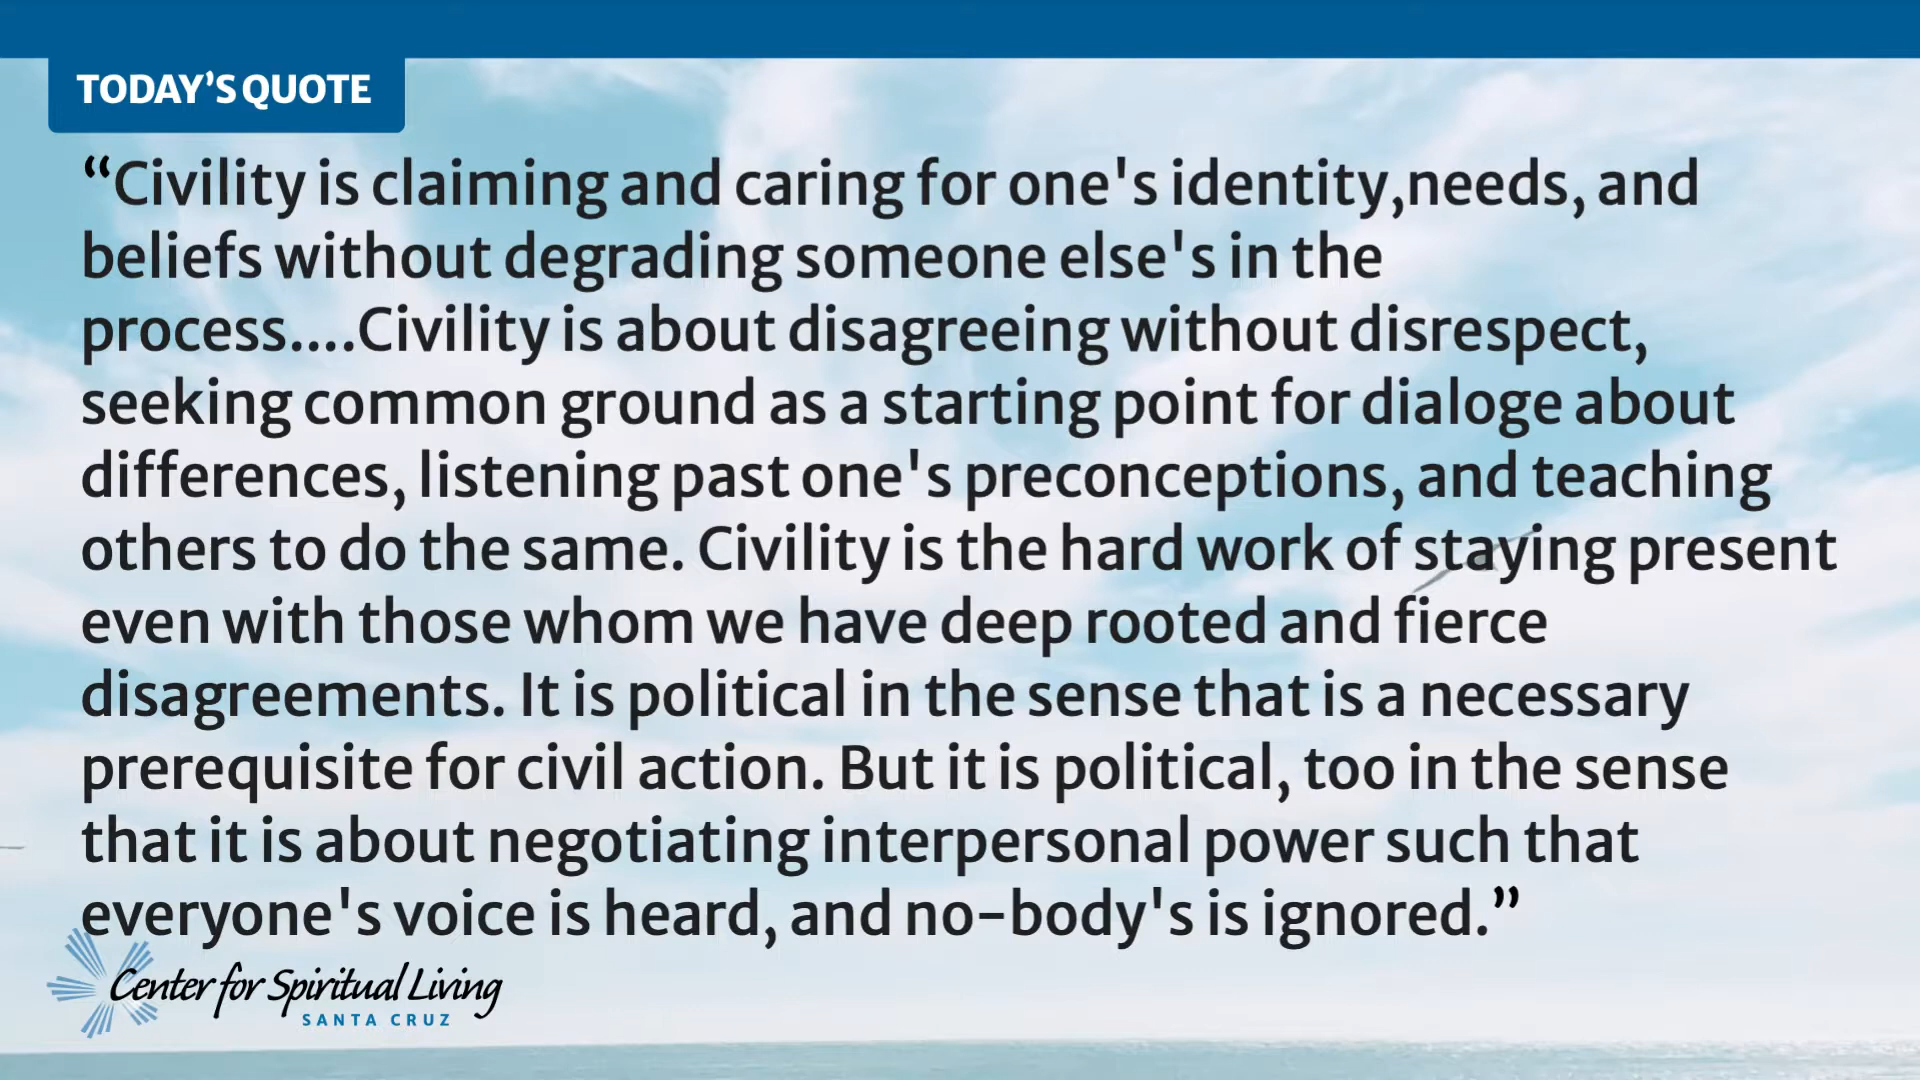 TODAY’S QUOTE
“Civility is claiming and caring for one's identity,needs, and
beliefs without degrading someone else's in the
process....Civility is about disagreeing without disrespect,
seeking common ground as a starting point for dialoge about
differences, listening past one's preconceptions, and teaching
others to do the same. Civility is the hard work of staying present
even with those whom we have deep rooted and fierce
disagreements. It is political in the sense that is a necessary
prerequisite for civil action. But it is political, too in the sense
that it is about negotiating interpersonal power such that
everyone's voice is heard, and no-body's is ignored.”
Center for Spiritual Living
SANTA CRUZ